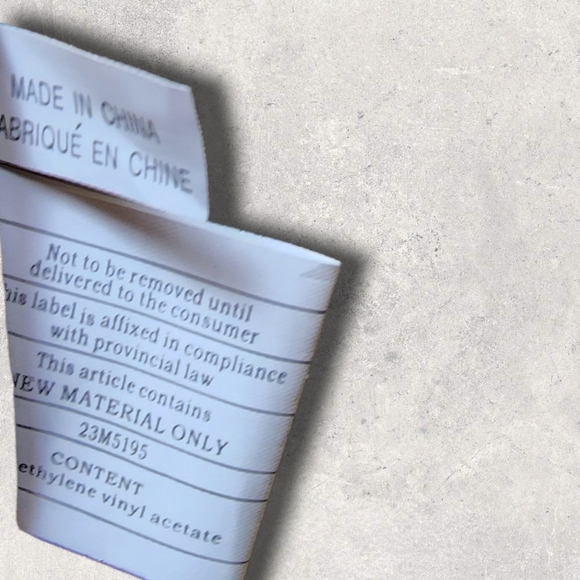 MADE IN CHINA
ABRIQUÉ EN CHINE
Not to be removed until
delivered to the consumer
his label is affixed in compliance
with provincial law
This article contains
NEW MATERIAL ONLY
23M5195
CONTENT
ethylene vinyl acetate